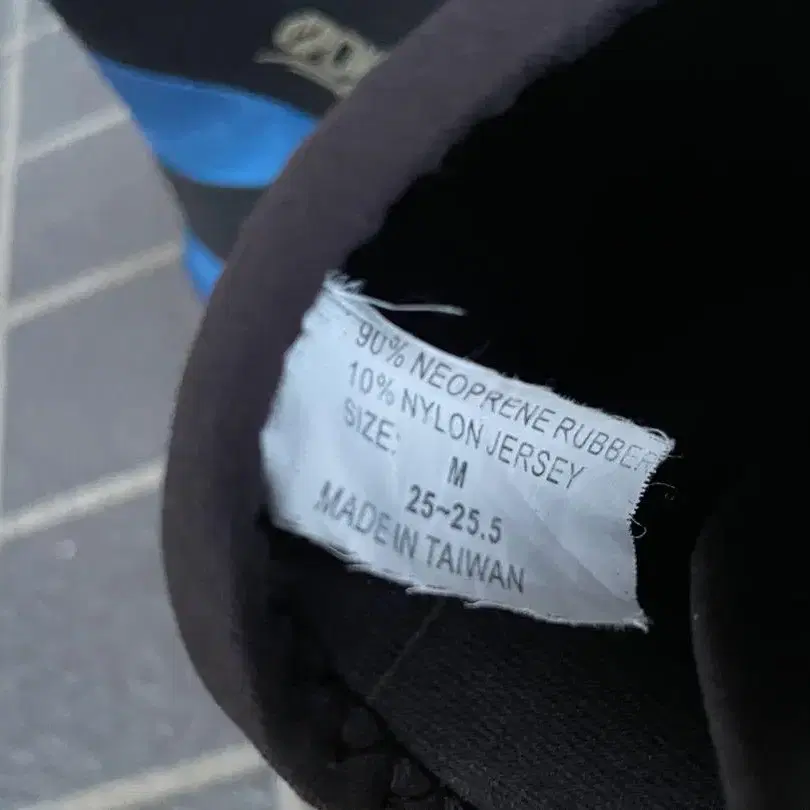 90% NEOPRENE RUBBER
10% NYLON JERSEY
SIZE:
M
25~25.5
MADE IN TAIWAN